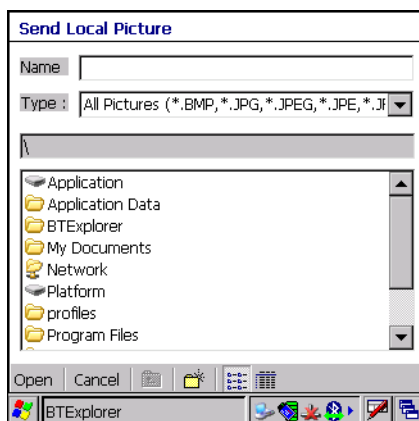 Send Local Picture
Name
Type : All Pictures (*.BMP,*.JPG,*.JPEG,*.JPE,*.JF
\
Application
Application Data
BTExplorer
My Documents
Network
Platform
profiles
Program Files
Open Cancel
BTExplorer